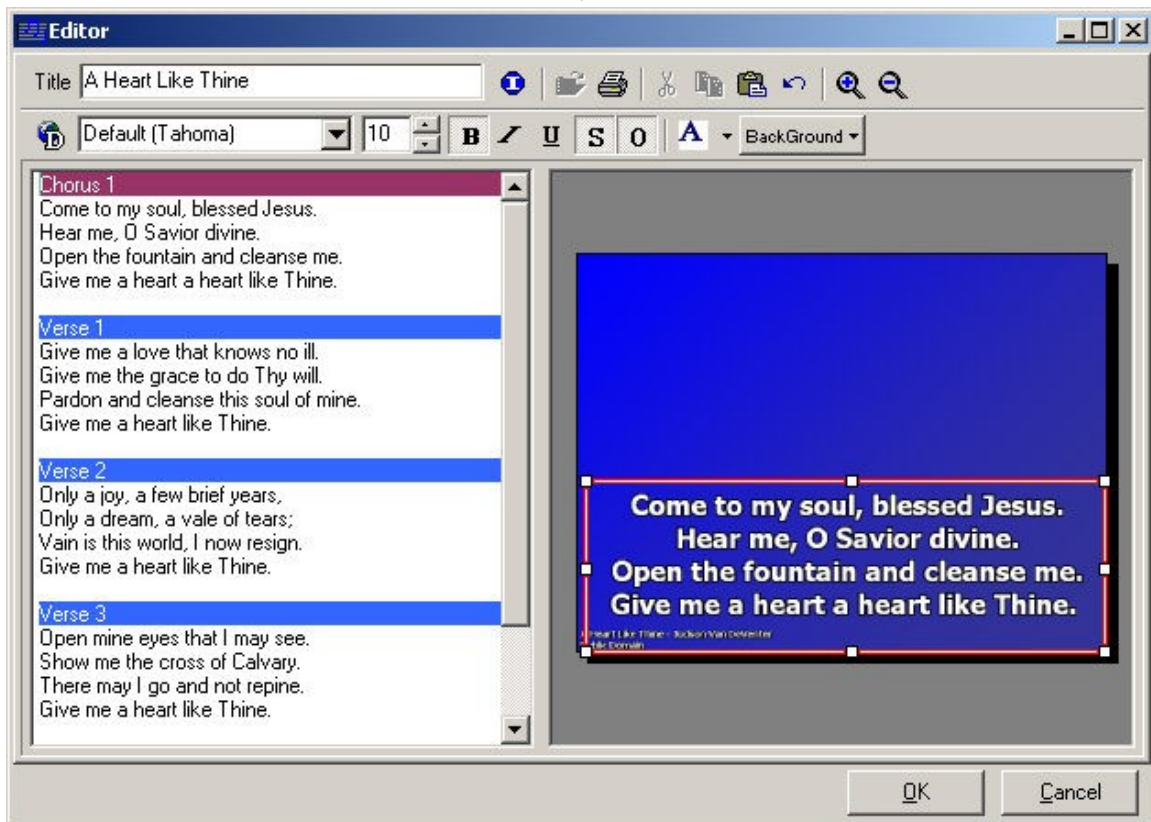 Editor
Title A Heart Like Thine
Default (Tahoma) 10 B I U S O A BackGround
Chorus 1
Come to my soul, blessed Jesus.
Hear me, O Savior divine.
Open the fountain and cleanse me.
Give me a heart a heart like Thine.
Verse 1
Give me a love that knows no ill.
Give me the grace to do Thy will.
Pardon and cleanse this soul of mine.
Give me a heart like Thine.
Verse 2
Only a joy, a few brief years,
Only a dream, a vale of tears;
Vain is this world, I now resign.
Give me a heart like Thine.
Verse 3
Open mine eyes that I may see.
Show me the cross of Calvary.
There may I go and not repine.
Give me a heart like Thine.
Come to my soul, blessed Jesus.
Hear me, O Savior divine.
Open the fountain and cleanse me.
Give me a heart a heart like Thine.
Heart Like Thine - Judson Van DeVenter
Domain
OK Cancel